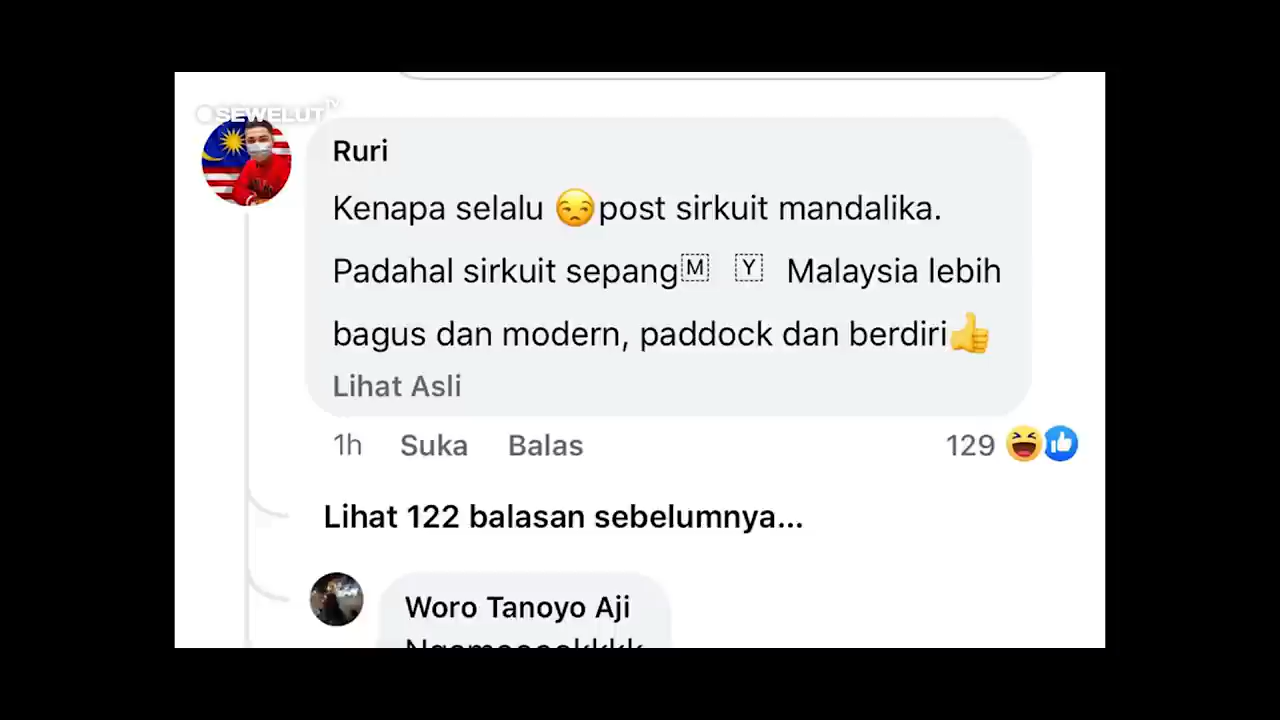 SEWELUT TV
Ruri
Kenapa selalu 😒post sirkuit mandalika.
Padahal sirkuit sepang🇲 🇾 Malaysia lebih
bagus dan modern, paddock dan berdiri👍
Lihat Asli
1h Suka Balas 129
Lihat 122 balasan sebelumnya...
Woro Tanoyo Aji